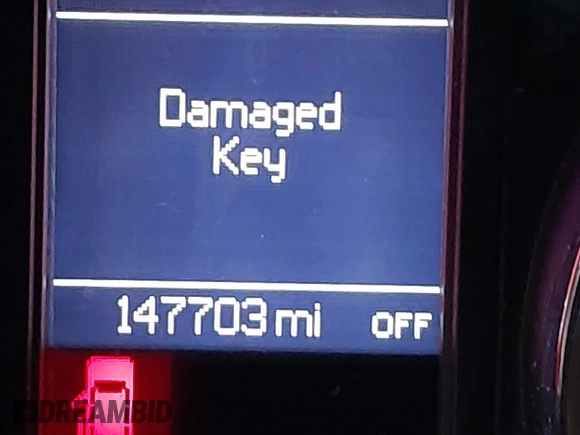 Damaged
Key
147703 mi OFF
DREAMBID